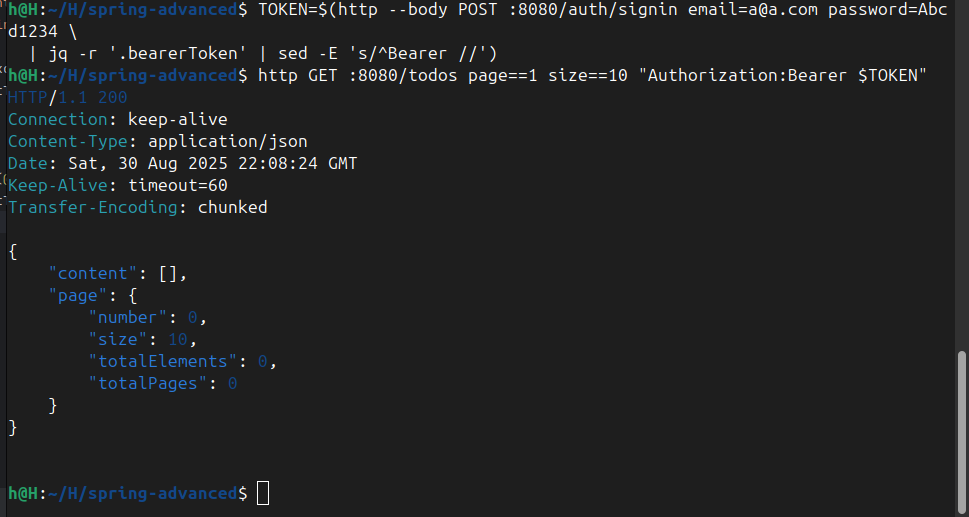 h@H:~/H/spring-advanced$ TOKEN=$(http --body POST :8080/auth/signin email=a@a.com password=Abc
d1234 \
  | jq -r '.bearerToken' | sed -E 's/^Bearer //')
h@H:~/H/spring-advanced$ http GET :8080/todos page==1 size==10 "Authorization:Bearer $TOKEN"
HTTP/1.1 200
Connection: keep-alive
Content-Type: application/json
Date: Sat, 30 Aug 2025 22:08:24 GMT
Keep-Alive: timeout=60
Transfer-Encoding: chunked

{
    "content": [],
    "page": {
        "number": 0,
        "size": 10,
        "totalElements": 0,
        "totalPages": 0
    }
}

h@H:~/H/spring-advanced$